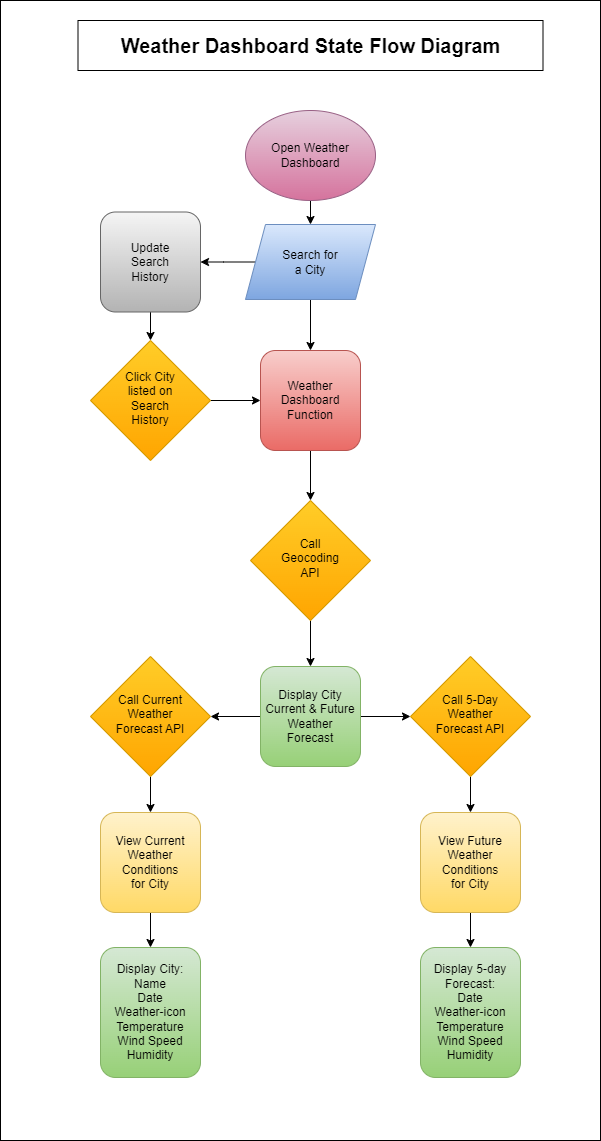 Weather Dashboard State Flow Diagram
Open Weather
Dashboard
Update
Search
History
Search for
a City
Click City
listed on
Search
History
Weather
Dashboard
Function
Call
Geocoding
API
Call Current
Weather
Forecast API
Display City
Current & Future
Weather
Forecast
Call 5-Day
Weather
Forecast API
View Current
Weather
Conditions
for City
View Future
Weather
Conditions
for City
Display City:
Name
Date
Weather-icon
Temperature
Wind Speed
Humidity
Display 5-day
Forecast:
Date
Weather-icon
Temperature
Wind Speed
Humidity